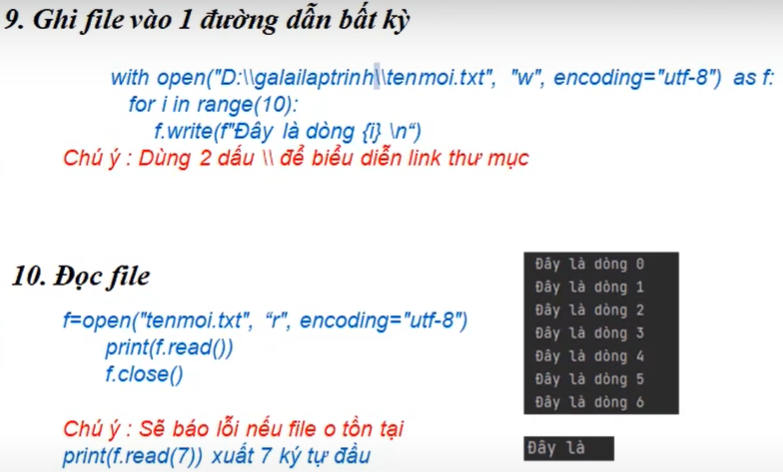 9. Ghi file vào 1 đường dẫn bất kỳ
with open("D:\\galailaptrinh\\tenmoi.txt", "w", encoding="utf-8") as f:
for i in range(10):
f.write(f"Đây là dòng {i} \n“)
Chú ý : Dùng 2 dấu \\ để biểu diễn link thư mục
10. Đọc file
f=open("tenmoi.txt", “r", encoding="utf-8")
print(f.read())
f.close()
Chú ý : Sẽ báo lỗi nếu file o tồn tại
print(f.read(7)) xuất 7 ký tự đầu
Đây là dòng 0
Đây là dòng 1
Đây là dòng 2
Đây là dòng 3
Đây là dòng 4
Đây là dòng 5
Đây là dòng 6
Đây là